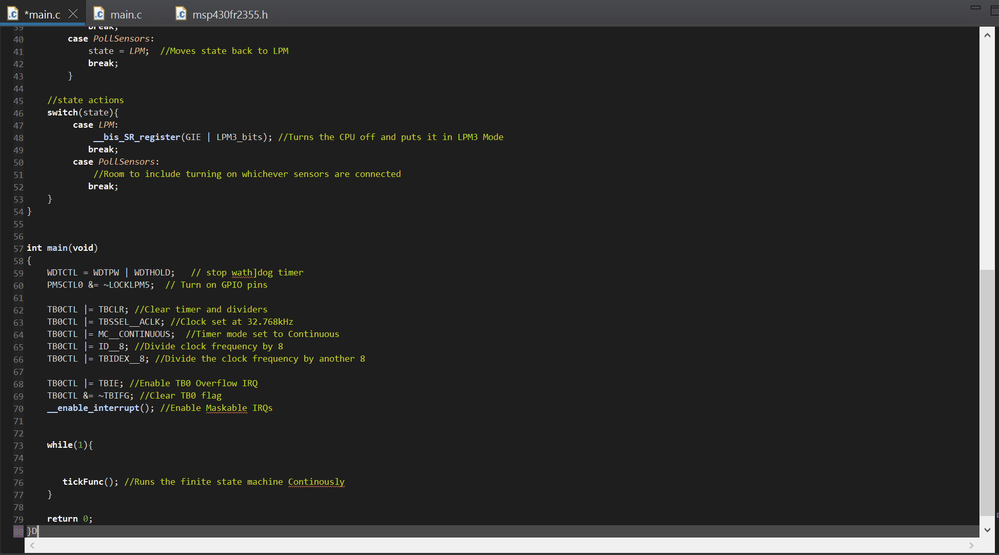 *main.c
main.c
msp430fr2355.h
39 break;
40 case PollSensors:
41 state = LPM;  //Moves state back to LPM
42 break;
43 }
44
45 //state actions
46 switch(state){
47 case LPM:
48 __bis_SR_register(GIE | LPM3_bits); //Turns the CPU off and puts it in LPM3 Mode
49 break;
50 case PollSensors:
51 //Room to include turning on whichever sensors are connected
52 break;
53 }
54 }
55
56
57 int main(void)
58 {
59 WDTCTL = WDTPW | WDTHOLD;   // stop wath]dog timer
60 PM5CTL0 &= ~LOCKLPM5;  // Turn on GPIO pins
61
62 TB0CTL |= TBCLR; //Clear timer and dividers
63 TB0CTL |= TBSSEL__ACLK; //Clock set at 32.768kHz
64 TB0CTL |= MC__CONTINUOUS;  //Timer mode set to Continuous
65 TB0CTL |= ID__8; //Divide clock frequency by 8
66 TB0CTL |= TBIDEX__8; //Divide the clock frequency by another 8
67
68 TB0CTL |= TBIE; //Enable TB0 Overflow IRQ
69 TB0CTL &= ~TBIFG; //Clear TB0 flag
70 __enable_interrupt(); //Enable Maskable IRQs
71
72
73 while(1){
74
75
76 tickFunc(); //Runs the finite state machine Continously
77 }
78
79 return 0;
80 }D